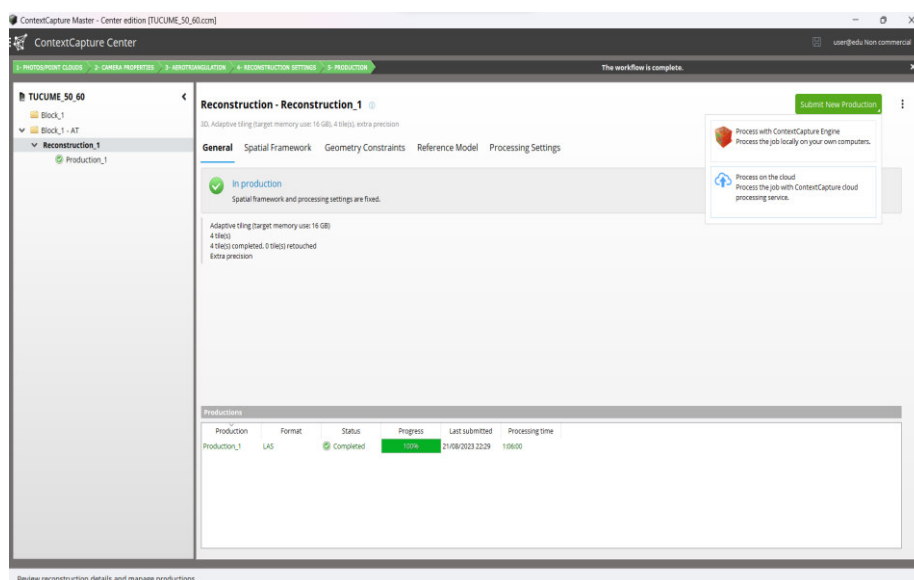 ContextCapture Master - Center edition [TUCUME_50_60.ccm]
ContextCapture Center
user@edu Non commercial
1- PHOTOS/POINT CLOUDS 2- CAMERA PROPERTIES 3- AEROTRIANGULATION 4- RECONSTRUCTION SETTINGS 5- PRODUCTION The workflow is complete.
TUCUME_50_60
Block_1
Block_1 - AT
Reconstruction_1
Production_1
Reconstruction - Reconstruction_1
Submit New Production
3D, Adaptive tiling (target memory use: 16 GB), 4 tile(s), extra precision
General Spatial Framework Geometry Constraints Reference Model Processing Settings
Process with ContextCapture Engine
Process the job locally on your own computers.
Process on the cloud
Process the job with ContextCapture cloud
processing service.
In production
Spatial framework and processing settings are fixed.
Adaptive tiling (target memory use: 16 GB)
4 tile(s)
4 tile(s) completed, 0 tile(s) retouched
Extra precision
Productions
Production Format Status Progress Last submitted Processing time
Production_1 LAS Completed 100% 21/08/2023 22:29 1:06:00
Review reconstruction details and manage productions